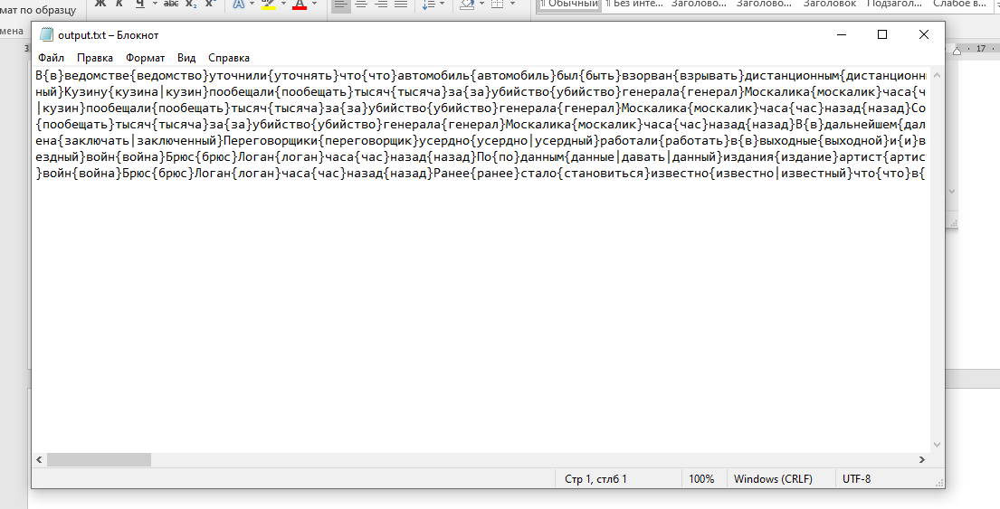 мат по образцу
Ж К Ч abc x₂ x²
¶ Обычный ¶ Без инте... Заголово... Заголово... Заголовок Подзагол... Слабое в...
мена
3
17
output.txt – Блокнот
Файл Правка Формат Вид Справка
В{в}ведомстве{ведомство}уточнили{уточнять}что{что}автомобиль{автомобиль}был{быть}взорван{взрывать}дистанционным{дистанционн
ный}Кузину{кузина|кузин}пообещали{пообещать}тысяч{тысяча}за{за}убийство{убийство}генерала{генерал}Москалика{москалик}часа{ч
|кузин}пообещали{пообещать}тысяч{тысяча}за{за}убийство{убийство}генерала{генерал}Москалика{москалик}часа{час}назад{назад}Со
{пообещать}тысяч{тысяча}за{за}убийство{убийство}генерала{генерал}Москалика{москалик}часа{час}назад{назад}В{в}дальнейшем{дал
ена{заключать|заключенный}Переговорщики{переговорщик}усердно{усердно|усердный}работали{работать}в{в}выходные{выходной}и{и}в
ездный}войн{война}Брюс{брюс}Логан{логан}часа{час}назад{назад}По{по}данным{данные|давать|данный}издания{издание}артист{артис
}войн{война}Брюс{брюс}Логан{логан}часа{час}назад{назад}Ранее{ранее}стало{становиться}известно{известно|известный}что{что}в{
Стр 1, стлб 1 100% Windows (CRLF) UTF-8